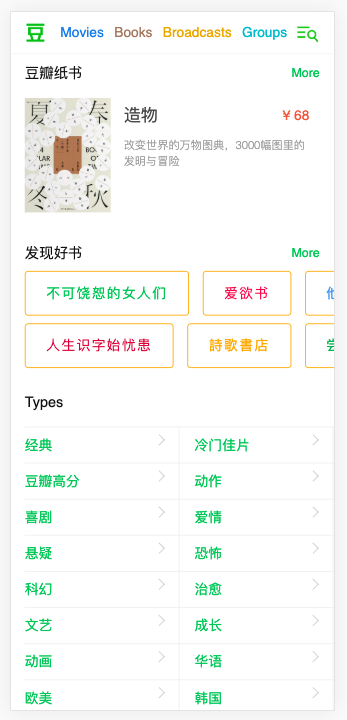 豆 Movies Books Broadcasts Groups
豆瓣纸书 More
夏 春
冬 秋
造物 ¥ 68
改变世界的万物图典，3000幅图里的
发明与冒险
发现好书 More
不可饶恕的女人们 爱欲书
人生识字始忧患 詩歌書店
Types
经典 冷门佳片
豆瓣高分 动作
喜剧 爱情
悬疑 恐怖
科幻 治愈
文艺 成长
动画 华语
欧美 韩国